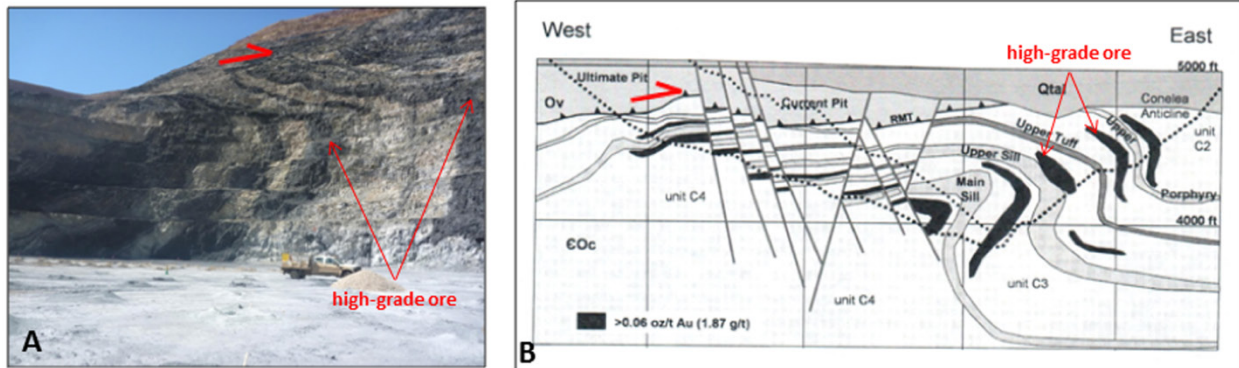 high-grade ore
A
West
East
high-grade ore
5000 ft
Ultimate Pit
Qtal
Ov
Current Pit
Conelea
Anticline
RMT
Upper Tuff
Upper
unit
C2
Upper Sill
Main
Sill
unit C4
Porphyry
4000 ft
ЄOc
unit C3
unit C4
>0.06 oz/t Au (1.87 g/t)
B